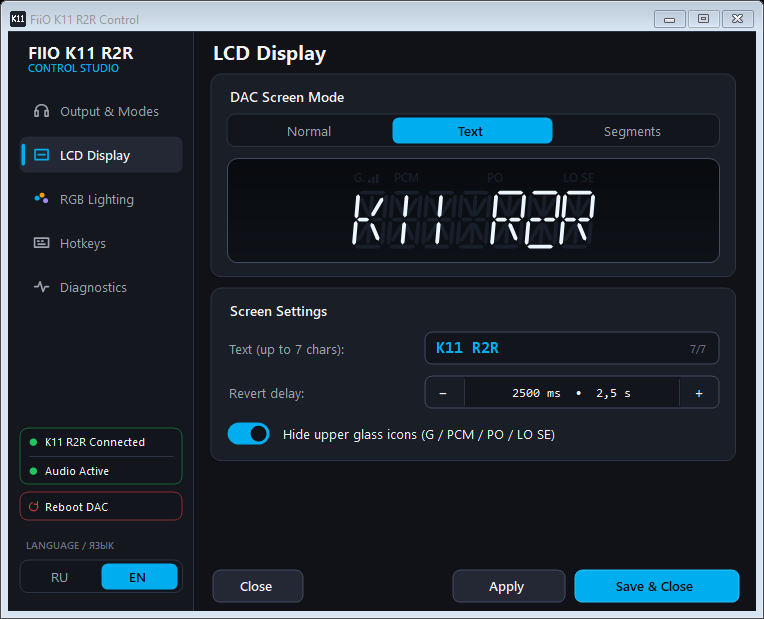 K11 FiiO K11 R2R Control
FIIO K11 R2R
CONTROL STUDIO
Output & Modes
LCD Display
RGB Lighting
Hotkeys
Diagnostics
K11 R2R Connected
Audio Active
Reboot DAC
LANGUAGE / ЯЗЫК
RU EN
LCD Display
DAC Screen Mode
Normal Text Segments
G PCM PO LO SE
K11 R2R
Screen Settings
Text (up to 7 chars): K11 R2R 7/7
Revert delay: − 2500 ms • 2,5 s +
Hide upper glass icons (G / PCM / PO / LO SE)
Close Apply Save & Close